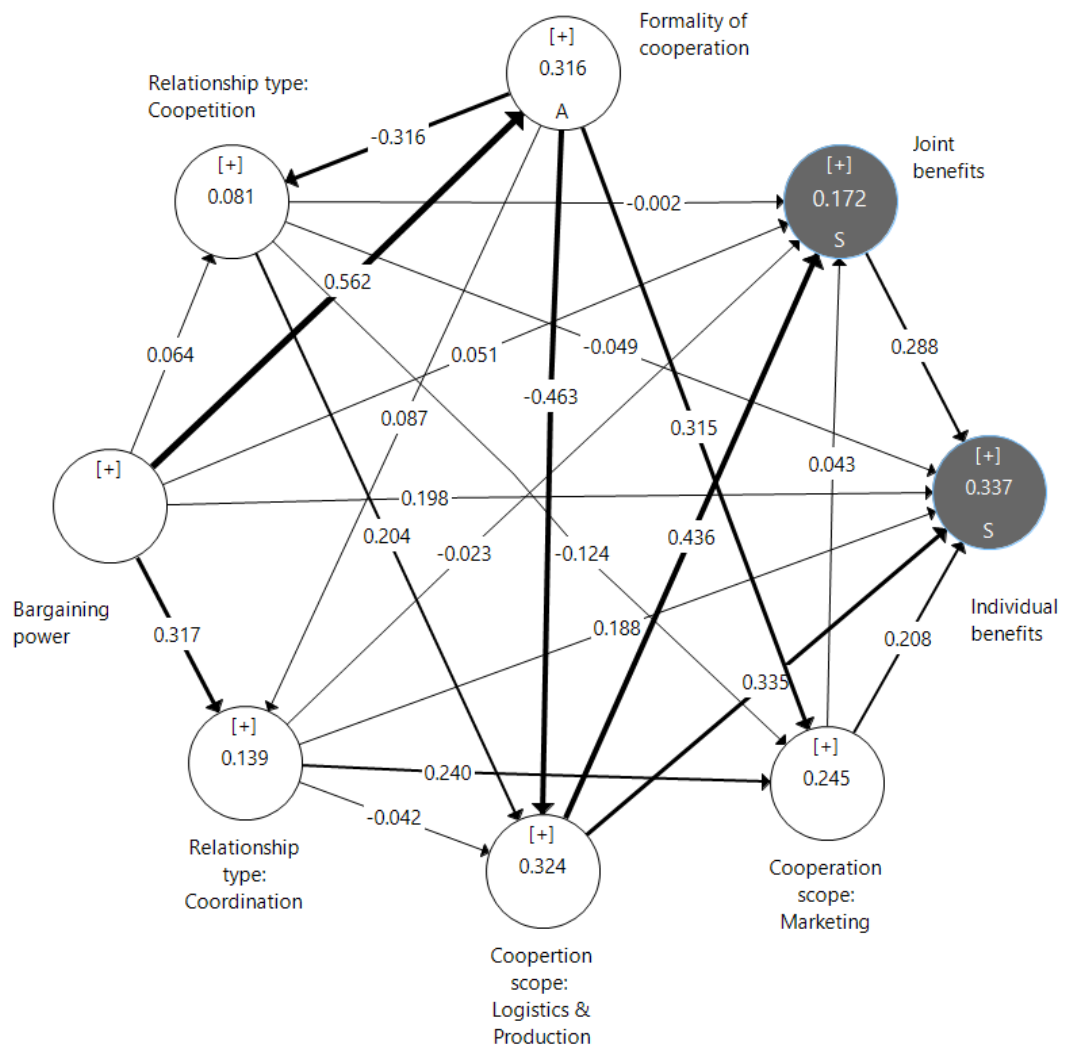 Formality of
cooperation
[+]
0.316
A
Relationship type:
Coopetition
[+]
0.081
Joint
benefits
[+]
0.172
S
-0.316
-0.002
0.562
0.064
0.051
-0.049
0.288
-0.463
0.087
0.315
0.043
[+]
Bargaining
power
[+]
0.337
S
Individual
benefits
0.198
0.204
-0.023
-0.124
0.436
0.317
0.188
0.208
0.335
[+]
0.139
Relationship
type:
Coordination
0.240
-0.042
[+]
0.245
Cooperation
scope:
Marketing
[+]
0.324
Coopertion
scope:
Logistics &
Production